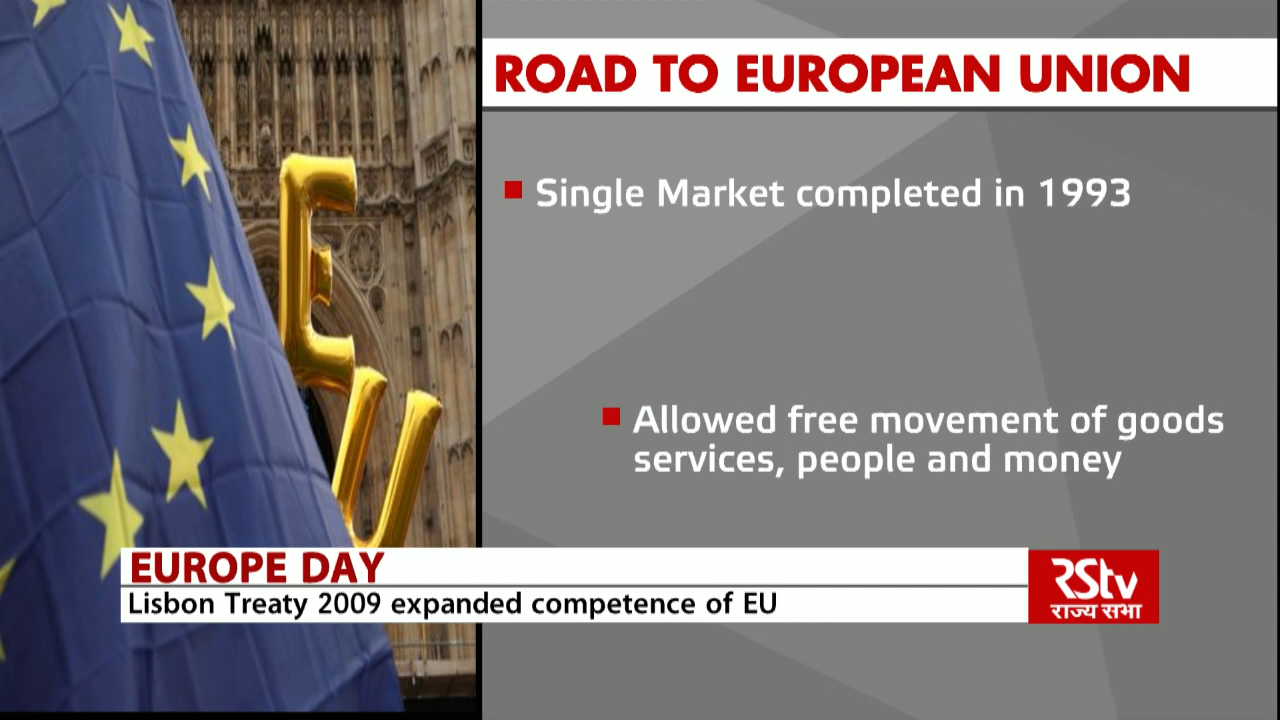 ROAD TO EUROPEAN UNION
Single Market completed in 1993
Allowed free movement of goods
services, people and money
E
U
EUROPE DAY
Lisbon Treaty 2009 expanded competence of EU
RStv
राज्य सभा